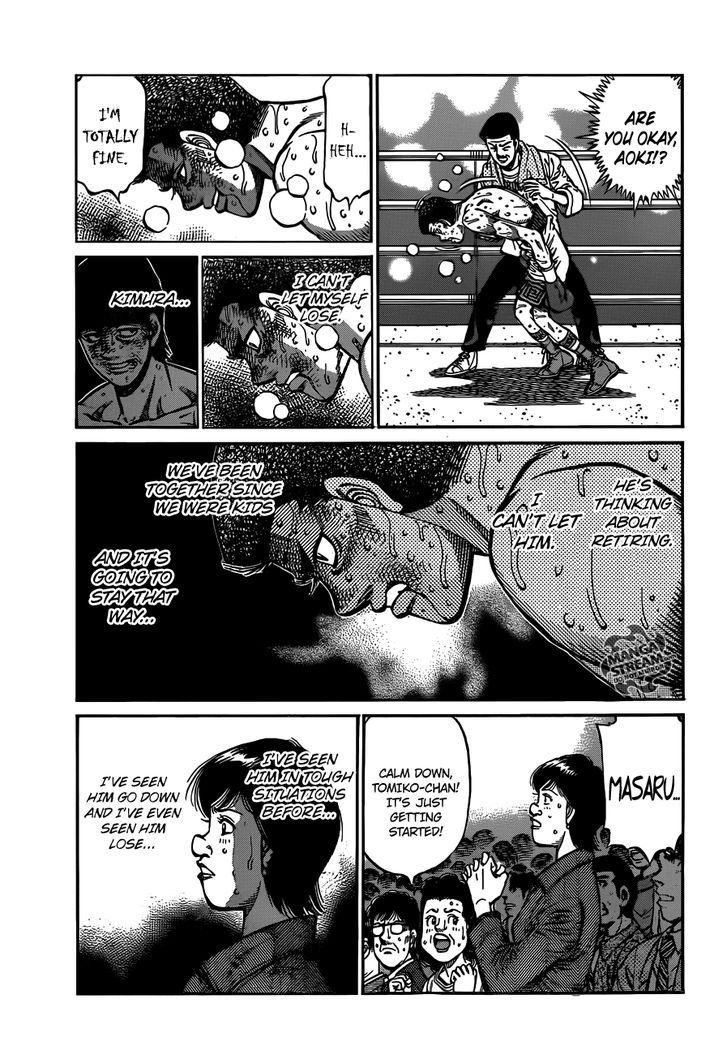 ARE
YOU OKAY,
AOKI!?
H-
HEH...
I'M
TOTALLY
FINE.
I CAN'T
LET MYSELF
LOSE.
KIMURA...
HE'S
THINKING
ABOUT
RETIRING.
I
CAN'T LET
HIM.
WE'VE BEEN
TOGETHER SINCE
WE WERE KIDS
AND IT'S
GOING TO
STAY THAT
WAY...
MANGA
STREAM
MASARU...
CALM DOWN,
TOMIKO-CHAN!
IT'S JUST
GETTING
STARTED!
I'VE SEEN
HIM IN TOUGH
SITUATIONS
BEFORE...
I'VE SEEN
HIM GO DOWN
AND I'VE EVEN
SEEN HIM
LOSE...